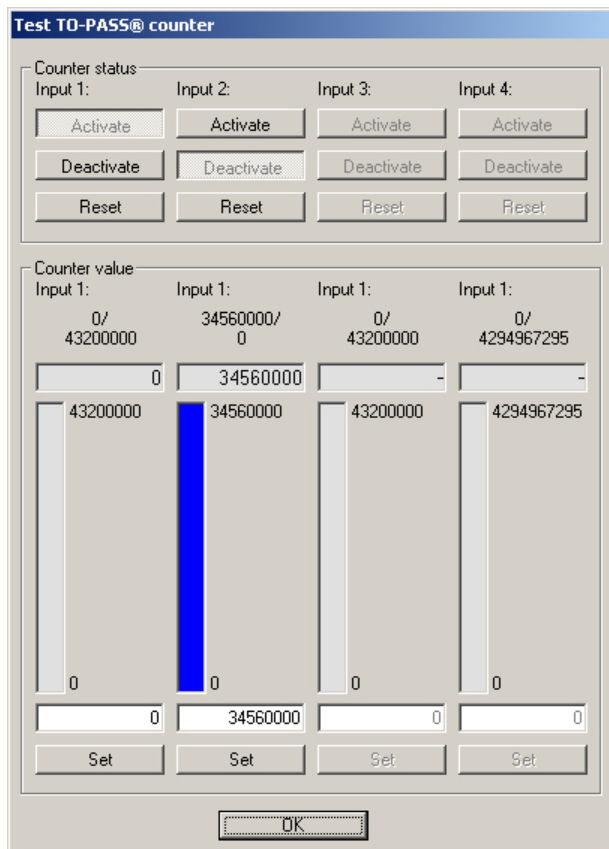 Test TO-PASS® counter
Counter status
Input 1: Input 2: Input 3: Input 4:
Activate Activate Activate Activate
Deactivate Deactivate Deactivate Deactivate
Reset Reset Reset Reset
Counter value
Input 1: Input 1: Input 1: Input 1:
0/ 34560000/ 0/ 0/
43200000 0 43200000 4294967295
0 34560000 - -
43200000 34560000 43200000 4294967295
0 0 0 0
0 34560000 0 0
Set Set Set Set
OK